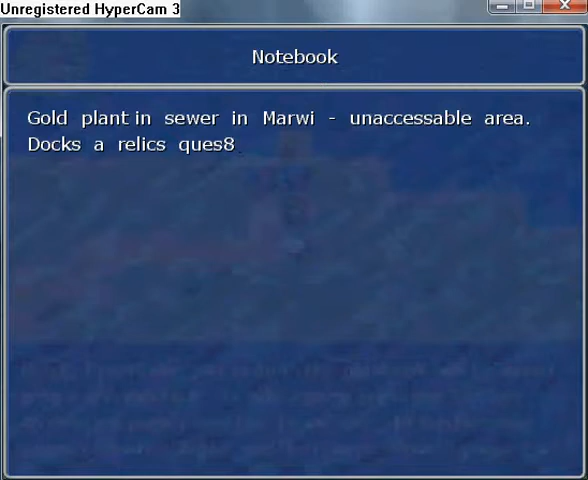 Unregistered HyperCam 3
Notebook
Gold plant in sewer in Marwi - unaccessable area.
Docks a relics ques8